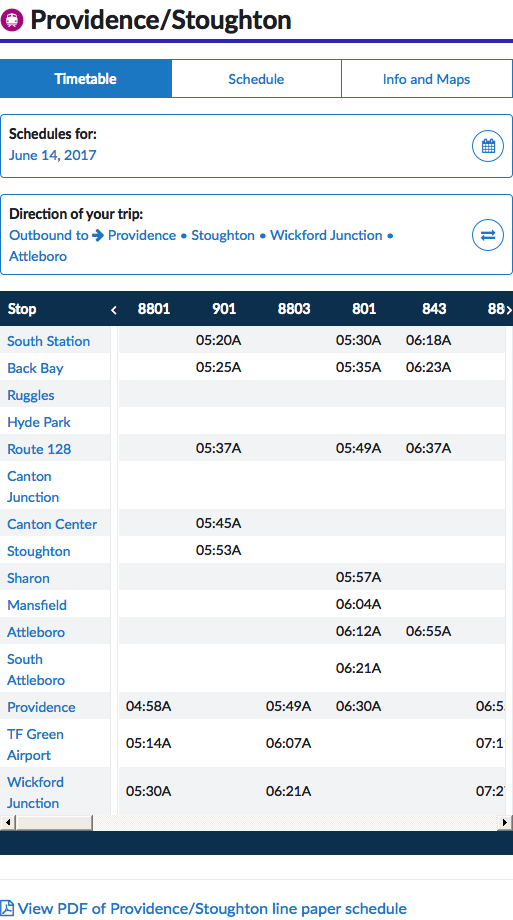 Providence/Stoughton
Timetable Schedule Info and Maps
Schedules for:
June 14, 2017
Direction of your trip:
Outbound to → Providence • Stoughton • Wickford Junction •
Attleboro
Stop 8801 901 8803 801 843 88
South Station 05:20A 05:30A 06:18A
Back Bay 05:25A 05:35A 06:23A
Ruggles
Hyde Park
Route 128 05:37A 05:49A 06:37A
Canton
Junction
Canton Center 05:45A
Stoughton 05:53A
Sharon 05:57A
Mansfield 06:04A
Attleboro 06:12A 06:55A
South
Attleboro
06:21A
Providence 04:58A 05:49A 06:30A 06:5
TF Green
Airport
05:14A 06:07A 07:1
Wickford
Junction
05:30A 06:21A 07:2
View PDF of Providence/Stoughton line paper schedule